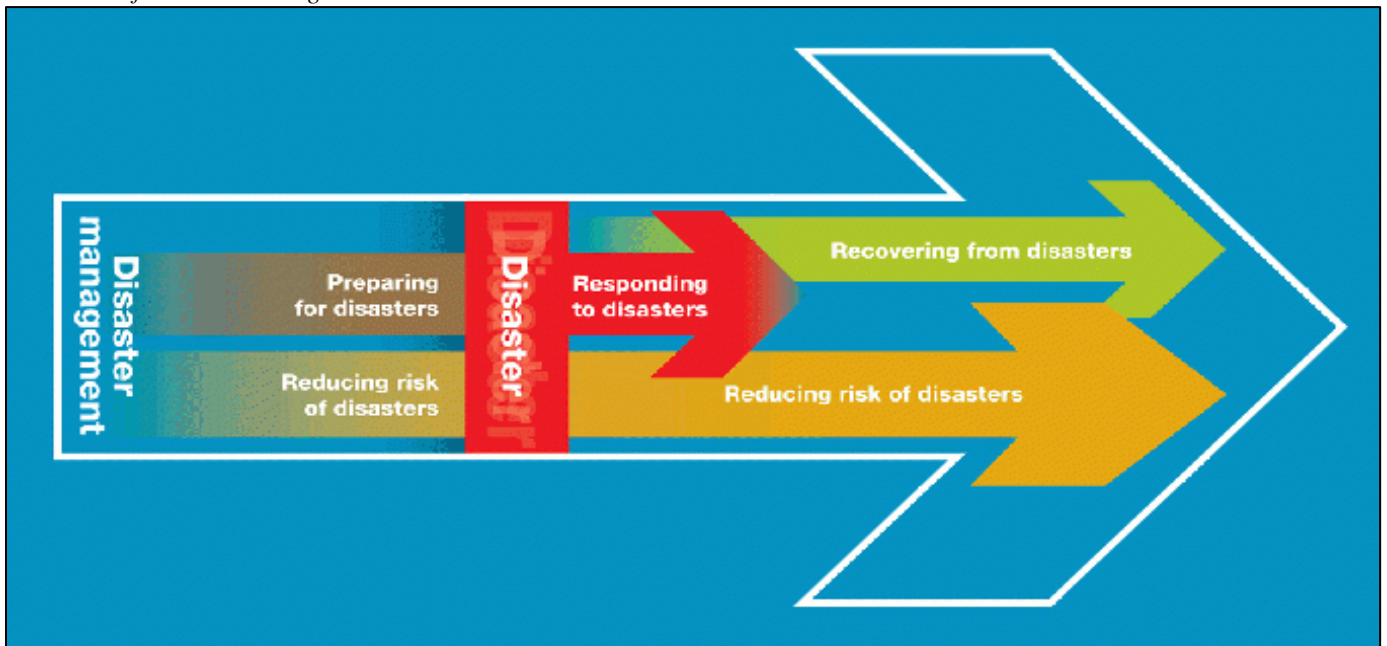 Disaster
management
Preparing
for disasters
Reducing risk
of disasters
Disaster
Disaster
Responding
to disasters
Recovering from disasters
Reducing risk of disasters